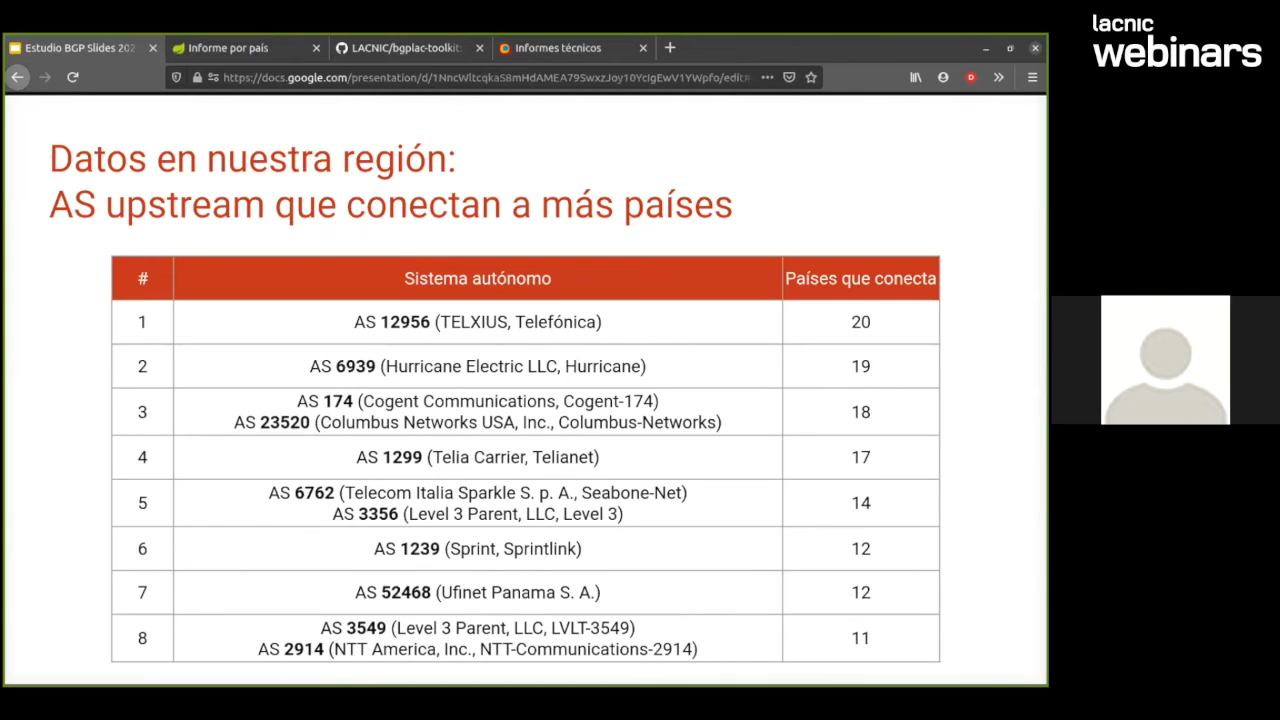 lacnic
webinars
Estudio BGP Slides 202
Informe por país
LACNIC/bgplac-toolkit:
Informes técnicos
Datos en nuestra región:
AS upstream que conectan a más países
# Sistema autónomo Países que conecta
1 AS 12956 (TELXIUS, Telefónica) 20
2 AS 6939 (Hurricane Electric LLC, Hurricane) 19
3 AS 174 (Cogent Communications, Cogent-174) 18
AS 23520 (Columbus Networks USA, Inc., Columbus-Networks)
4 AS 1299 (Telia Carrier, Telianet) 17
5 AS 6762 (Telecom Italia Sparkle S. p. A., Seabone-Net) 14
AS 3356 (Level 3 Parent, LLC, Level 3)
6 AS 1239 (Sprint, Sprintlink) 12
7 AS 52468 (Ufinet Panama S. A.) 12
8 AS 3549 (Level 3 Parent, LLC, LVLT-3549) 11
AS 2914 (NTT America, Inc., NTT-Communications-2914)